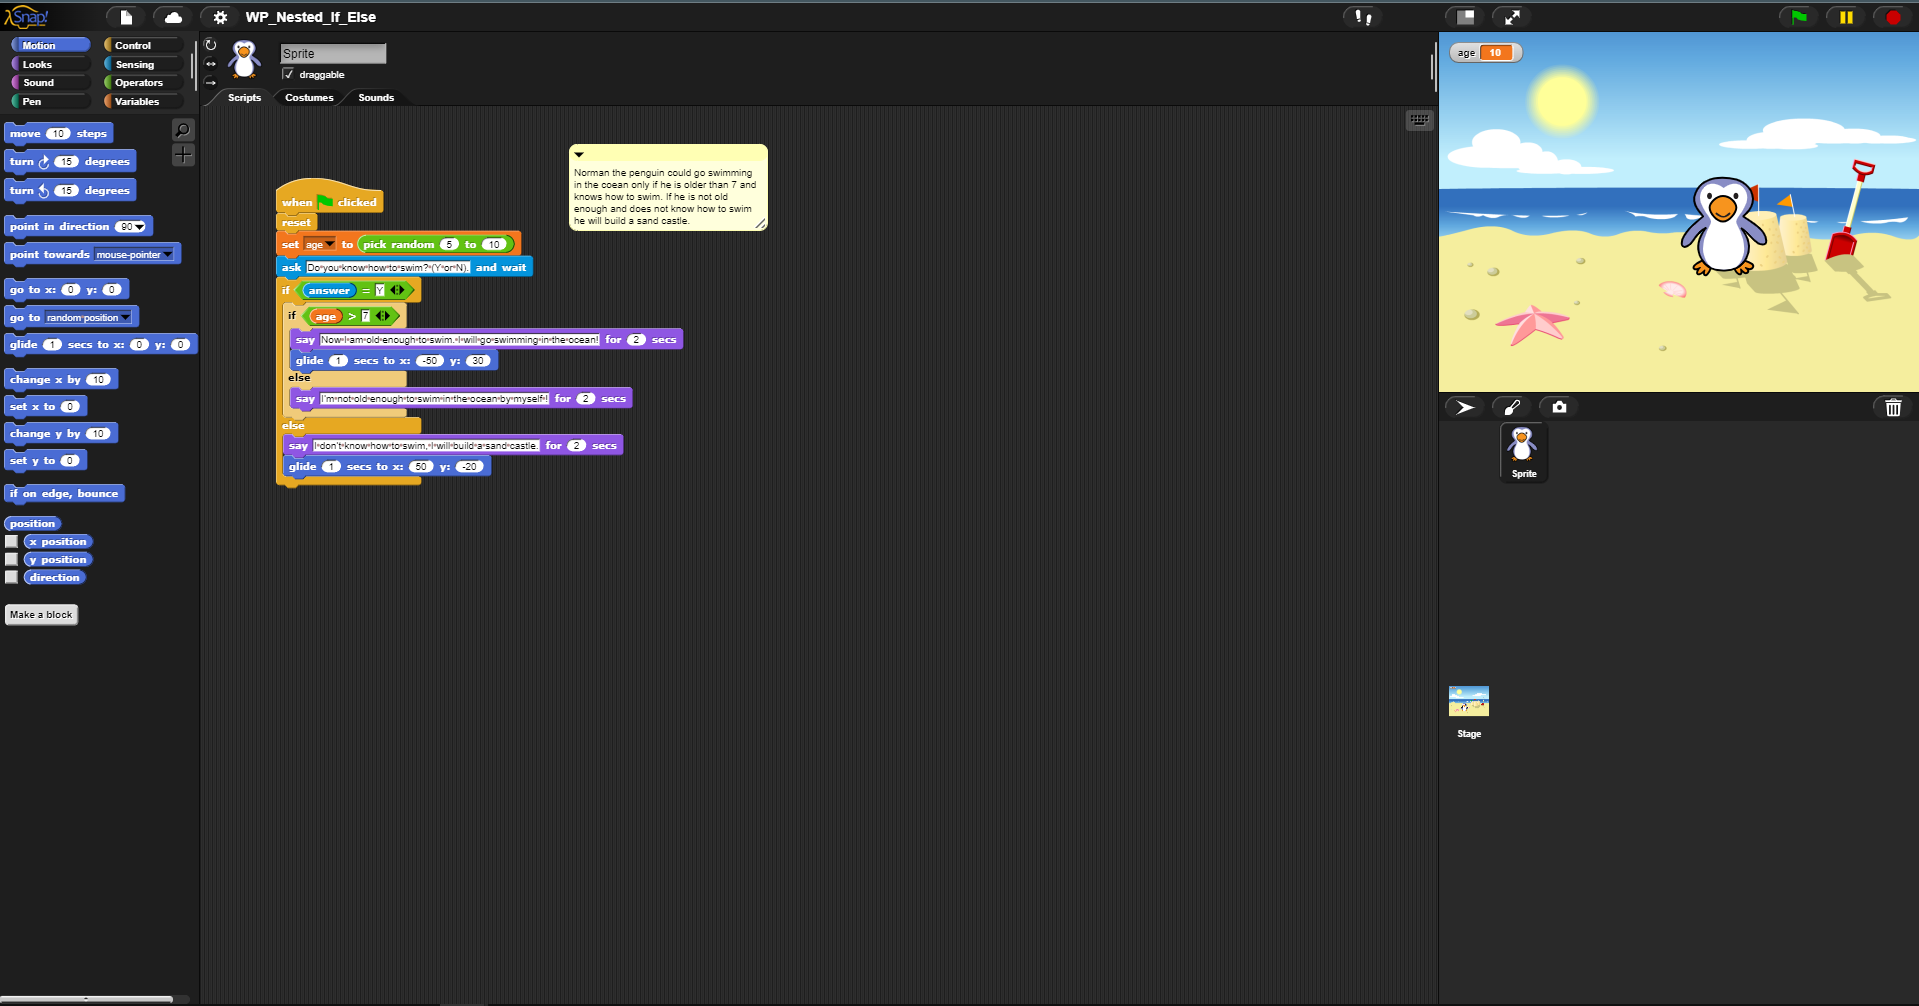 Snap!
WP_Nested_If_Else
Motion
Control
Looks
Sensing
Sound
Operators
Pen
Variables
move 10 steps
turn 15 degrees
turn 15 degrees
point in direction 90
point towards mouse-pointer
go to x: 0 y: 0
go to random position
glide 1 secs to x: 0 y: 0
change x by 10
set x to 0
change y by 10
set y to 0
if on edge, bounce
position
x position
y position
direction
Make a block
Sprite
draggable
Scripts
Costumes
Sounds
when clicked
reset
set age to pick random 5 to 10
ask Do you know how to swim? (Y or N). and wait
if answer = Y
if age > 7
say Now I am old enough to swim. I will go swimming in the ocean! for 2 secs
glide 1 secs to x: -50 y: 30
else
say I'm not old enough to swim in the ocean by myself! for 2 secs
else
say I don't know how to swim. I will build a sand castle. for 2 secs
glide 1 secs to x: 50 y: -20
Norman the penguin could go swimming
in the ocean only if he is older than 7 and
knows how to swim. If he is not old
enough and does not know how to swim
he will build a sand castle.
age 10
Sprite
Stage